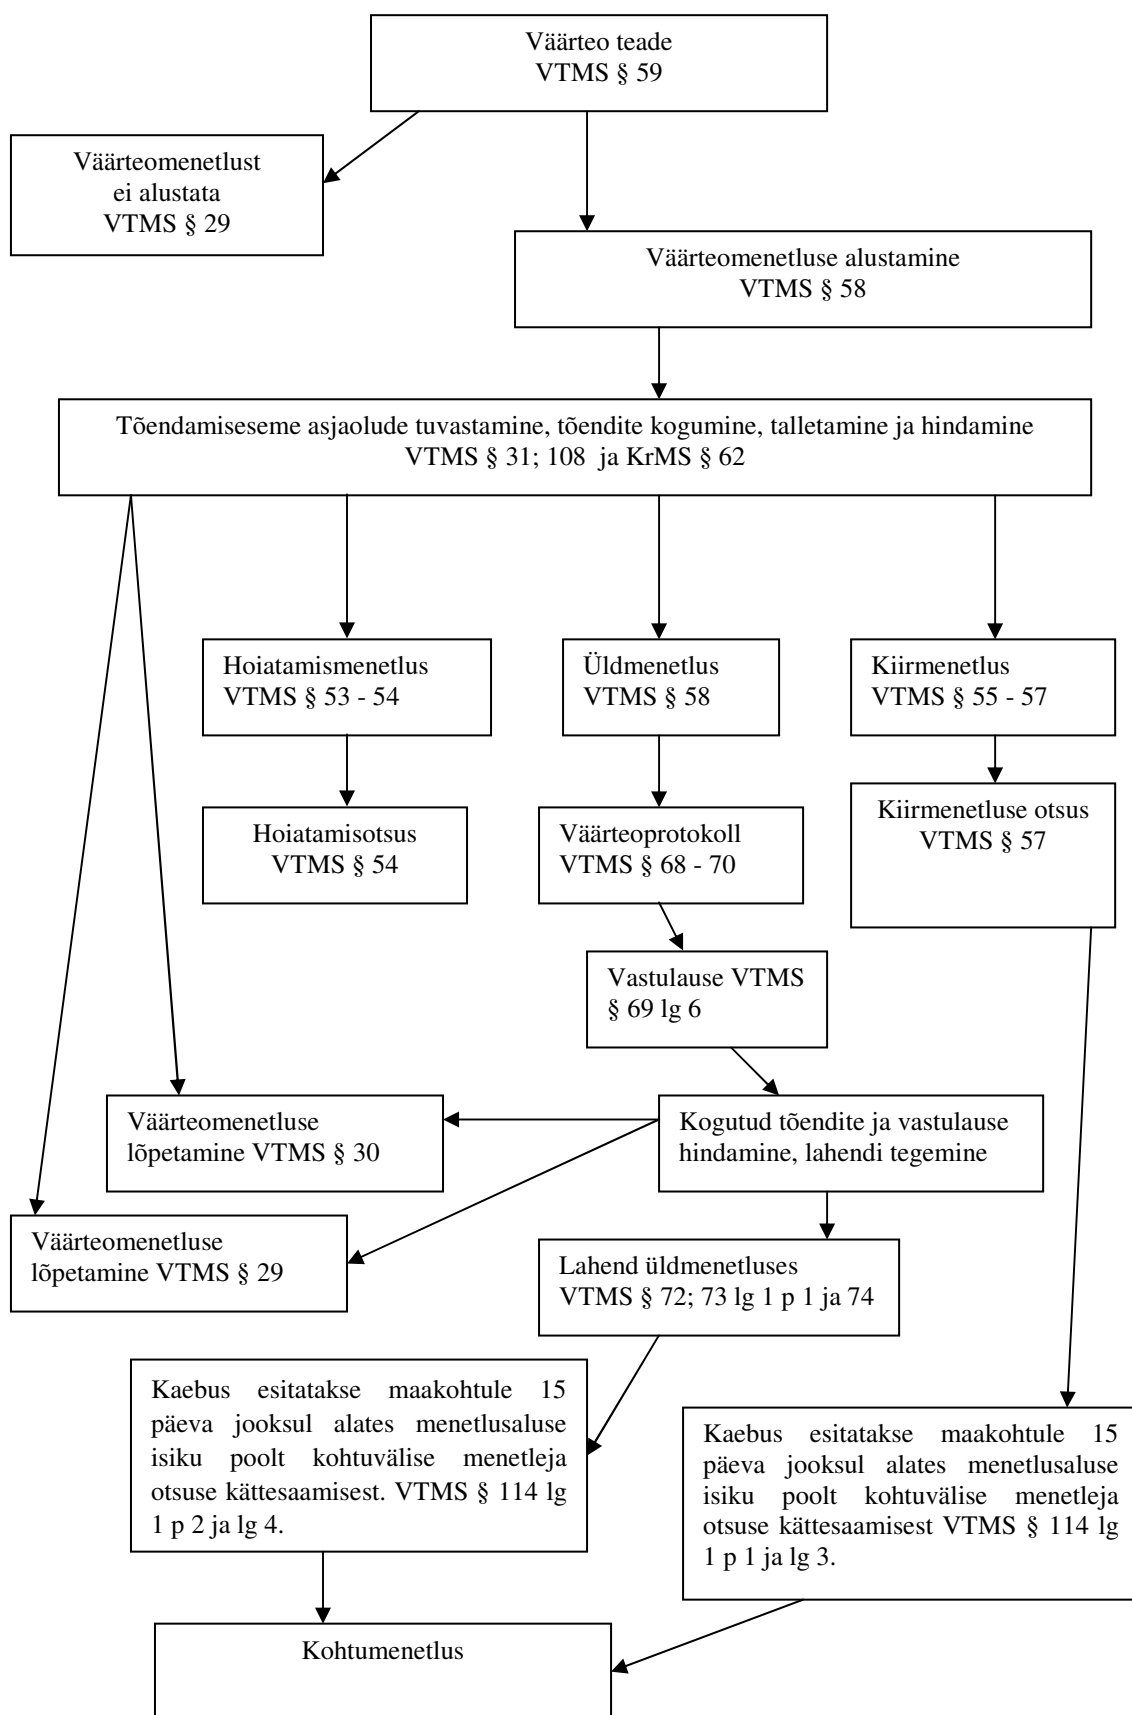 Väärteo teade
VTMS § 59
Väärteomenetlust
ei alustata
VTMS § 29
Väärteomenetluse alustamine
VTMS § 58
Tõendamiseseme asjaolude tuvastamine, tõendite kogumine, talletamine ja hindamine
VTMS § 31; 108 ja KrMS § 62
Hoiatamismenetlus
VTMS § 53 - 54
Üldmenetlus
VTMS § 58
Kiirmenetlus
VTMS § 55 - 57
Hoiatamisotsus
VTMS § 54
Väärteoprotokoll
VTMS § 68 - 70
Kiirmenetluse otsus
VTMS § 57
Vastulause VTMS
§ 69 lg 6
Väärteomenetluse
lõpetamine VTMS § 30
Kogutud tõendite ja vastulause
hindamine, lahendi tegemine
Väärteomenetluse
lõpetamine VTMS § 29
Lahend üldmenetluses
VTMS § 72; 73 lg 1 p 1 ja 74
Kaebus esitatakse maakohtule 15
päeva jooksul alates menetlusaluse
isiku poolt kohtuvälise menetleja
otsuse kättesaamisest. VTMS § 114 lg
1 p 2 ja lg 4.
Kaebus esitatakse maakohtule 15
päeva jooksul alates menetlusaluse
isiku poolt kohtuvälise menetleja
otsuse kättesaamisest VTMS § 114 lg
1 p 1 ja lg 3.
Kohtumenetlus